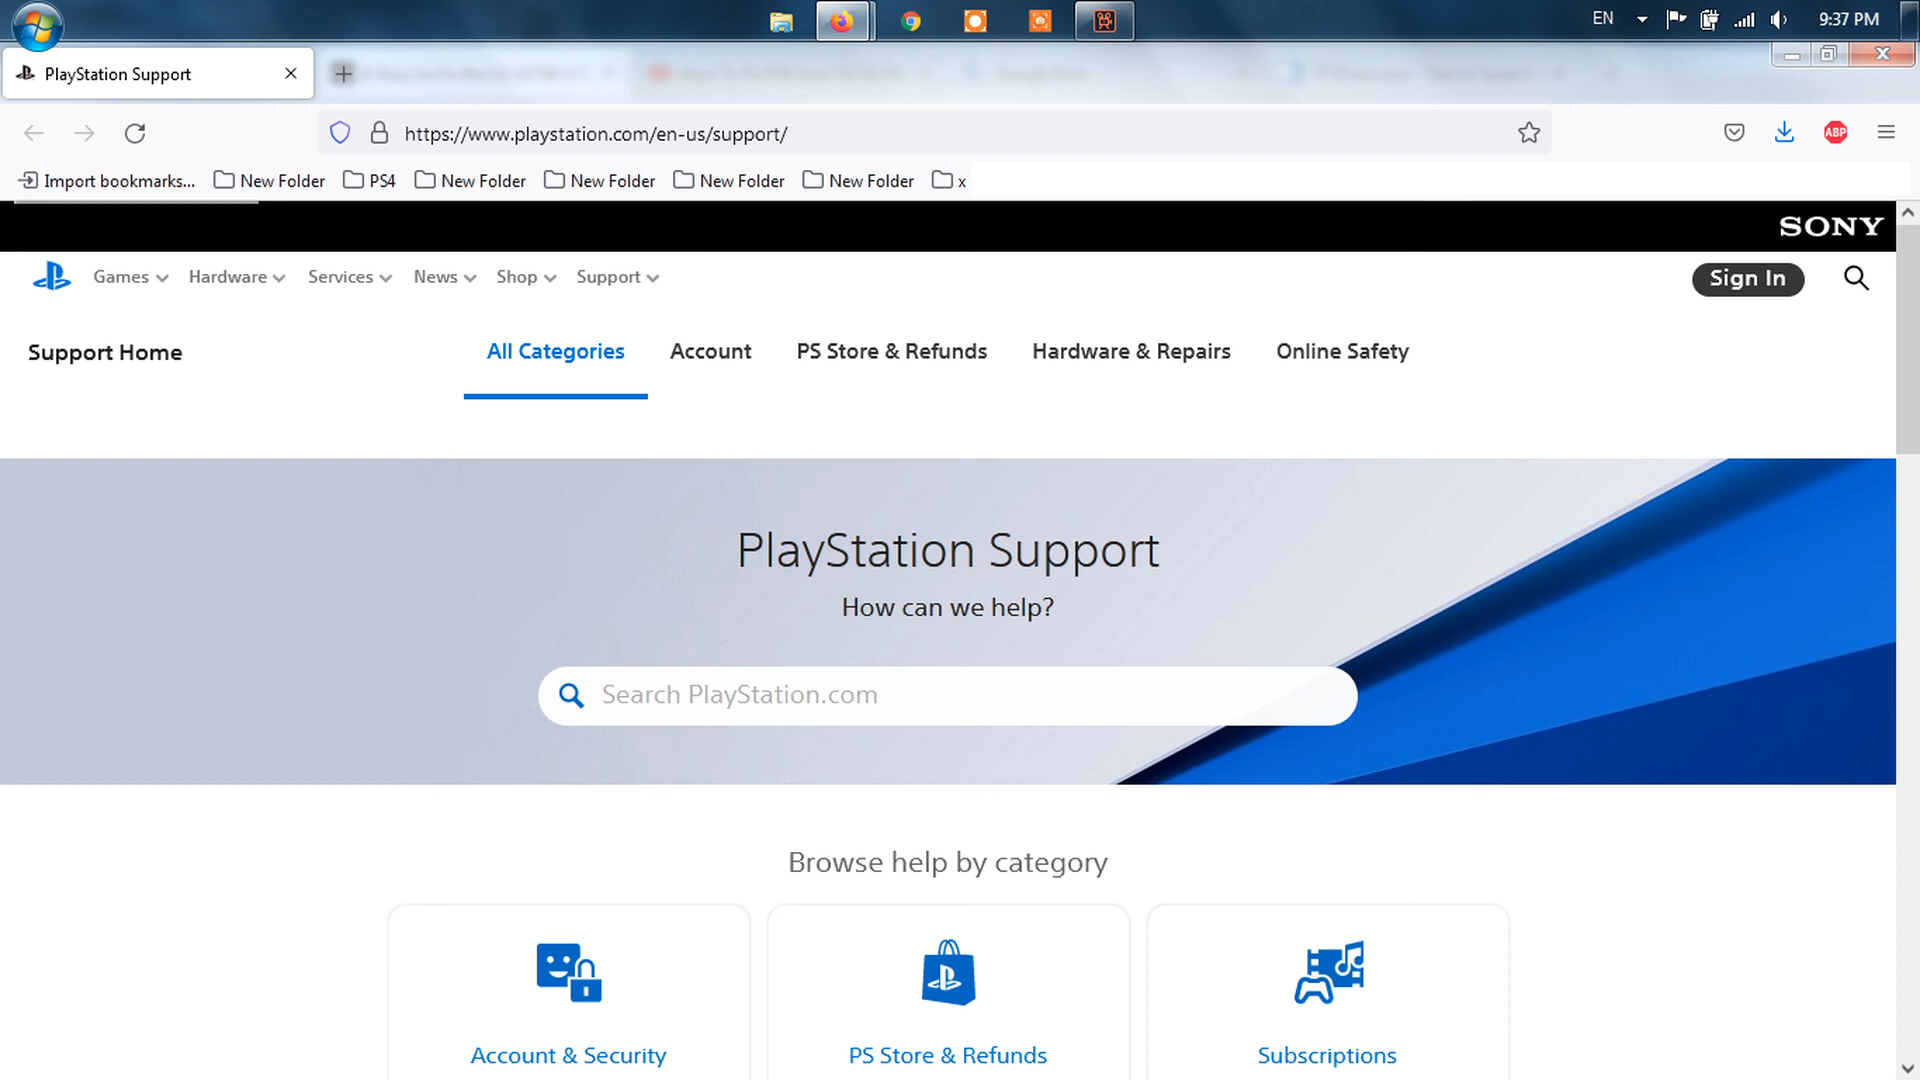 EN
9:37 PM
PlayStation Support
https://www.playstation.com/en-us/support/
ABP
Import bookmarks...
New Folder
PS4
New Folder
New Folder
New Folder
New Folder
x
SONY
Games
Hardware
Services
News
Shop
Support
Sign In
Support Home
All Categories
Account
PS Store & Refunds
Hardware & Repairs
Online Safety
PlayStation Support
How can we help?
Search PlayStation.com
Browse help by category
Account & Security
PS Store & Refunds
Subscriptions